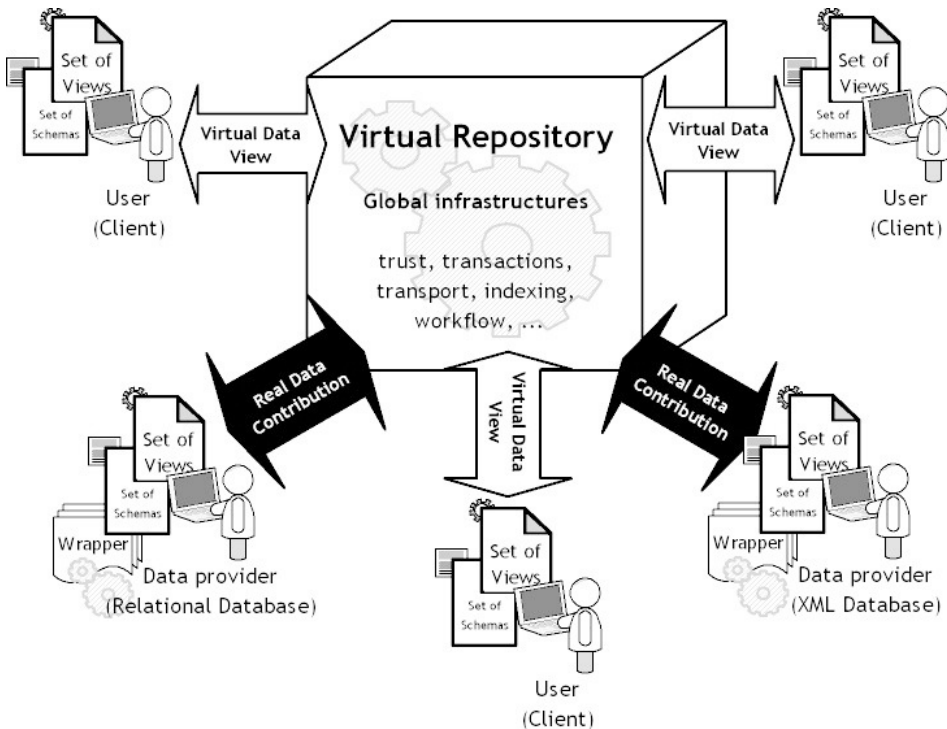 Set of
Views
Set of
Schemas
User
(Client)
Virtual Data
View
Virtual Repository
Global infrastructures
trust, transactions,
transport, indexing,
workflow, ...
Virtual Data
View
Set of
Views
Set of
Schemas
User
(Client)
Real Data
Contribution
Virtual Data
View
Real Data
Contribution
Set of
Views
Set of
Schemas
Wrapper
Data provider
(Relational Database)
Set of
Views
Set of
Schemas
User
(Client)
Set of
Views
Set of
Schemas
Wrapper
Data provider
(XML Database)